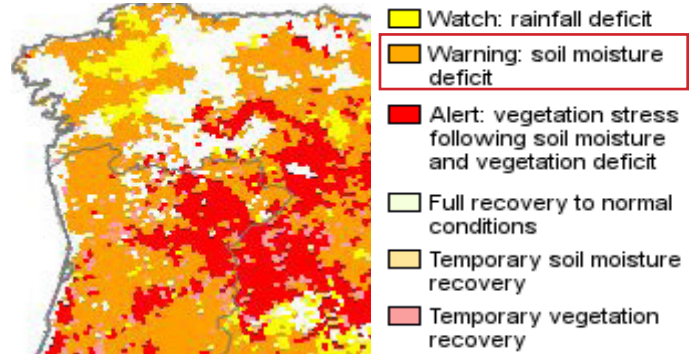 Watch: rainfall deficit
Warning: soil moisture
deficit
Alert: vegetation stress
following soil moisture
and vegetation deficit
Full recovery to normal
conditions
Temporary soil moisture
recovery
Temporary vegetation
recovery